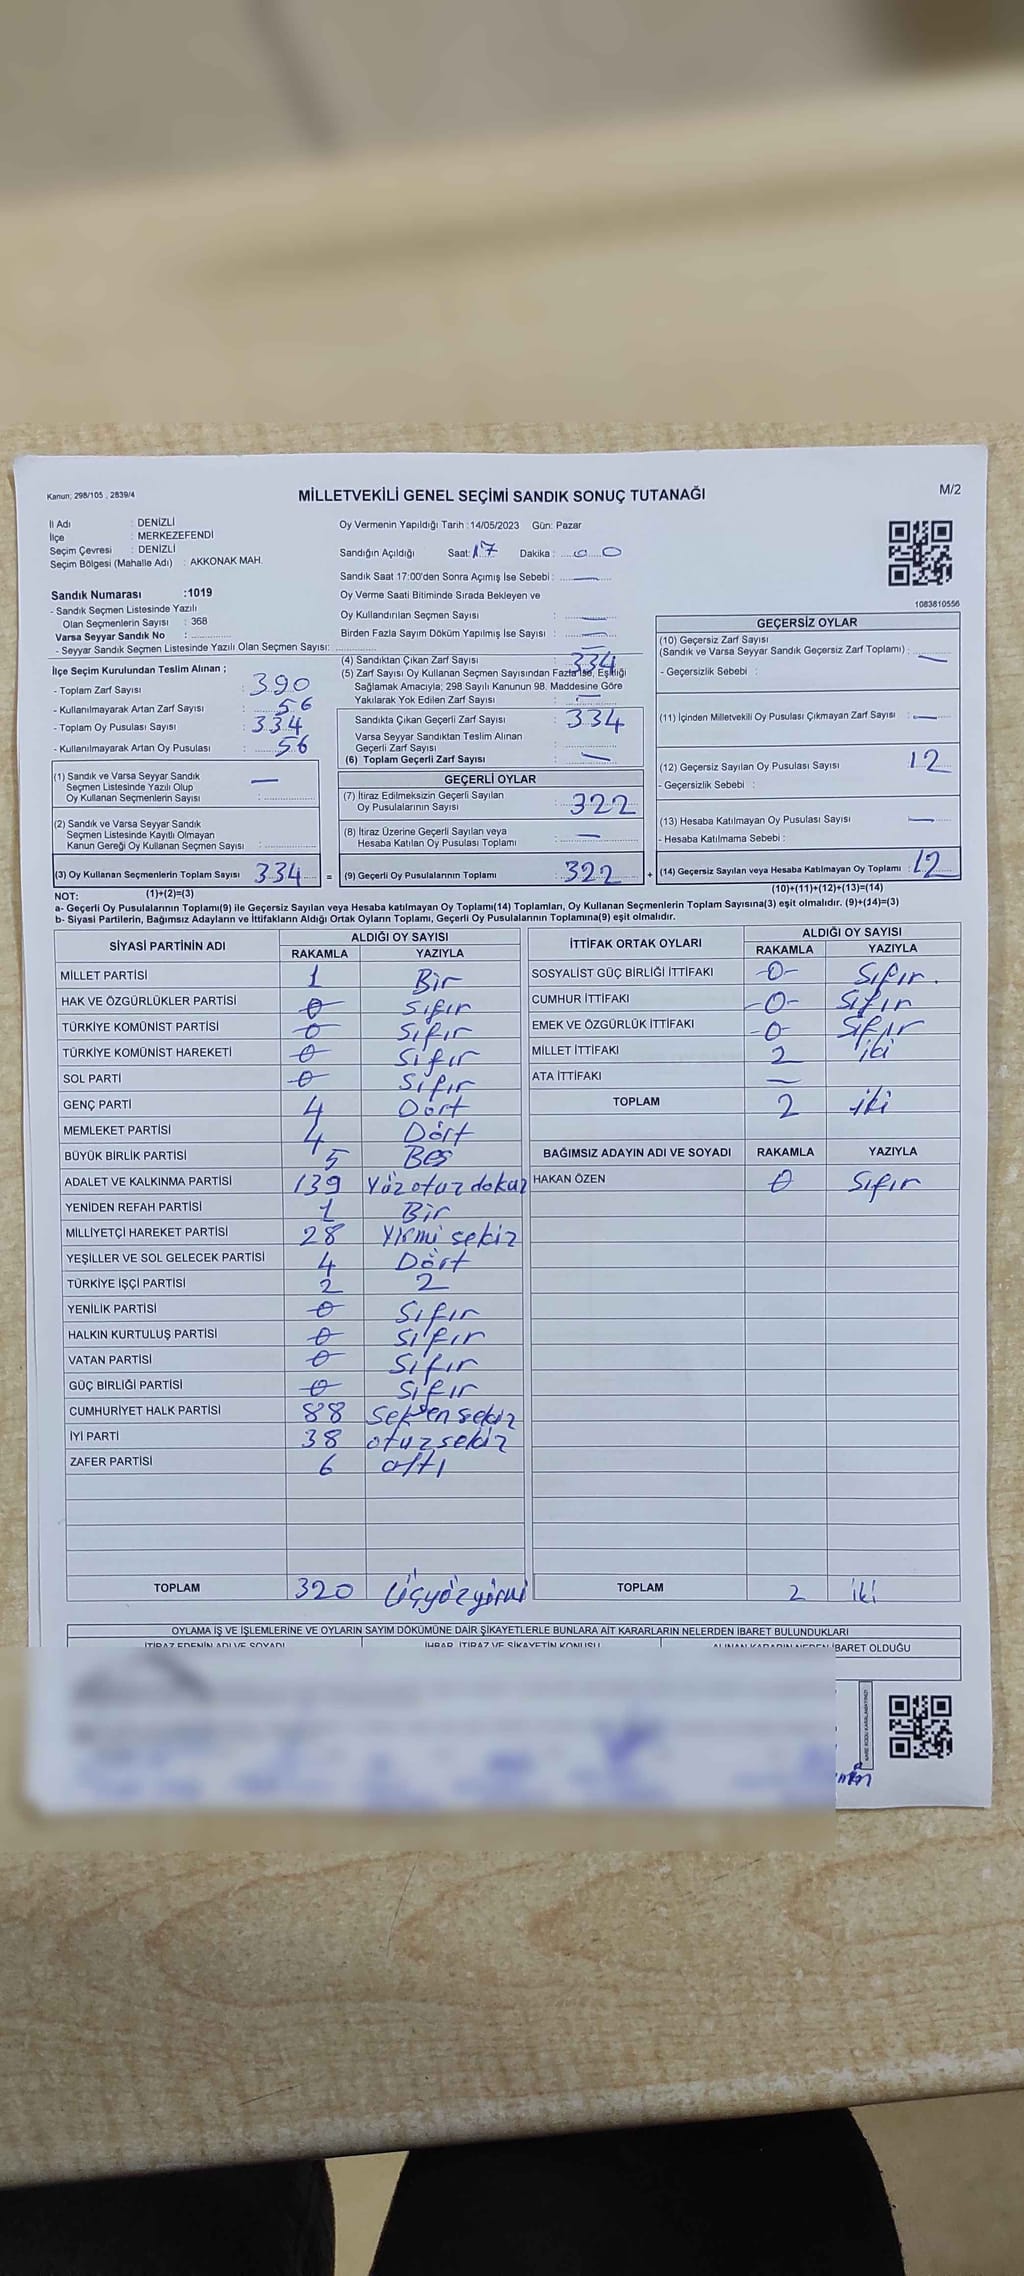 Kanun; 298/105 , 2839/4
MİLLETVEKİLİ GENEL SEÇİMİ SANDIK SONUÇ TUTANAĞI
M/2
İl Adı : DENİZLİ
İlçe : MERKEZEFENDİ
Seçim Çevresi : DENİZLİ
Seçim Bölgesi (Mahalle Adı) : AKKONAK MAH.
Sandık Numarası :1019
- Sandık Seçmen Listesinde Yazılı
Olan Seçmenlerin Sayısı : 368
Varsa Seyyar Sandık No :
- Seyyar Sandık Seçmen Listesinde Yazılı Olan Seçmen Sayısı:
Oy Vermenin Yapıldığı Tarih :14/05/2023 Gün: Pazar
Sandığın Açıldığı Saat: 17 Dakika : 00
Sandık Saat 17:00'den Sonra Açımış İse Sebebi : —
Oy Verme Saati Bitiminde Sırada Bekleyen ve
Oy Kullandırılan Seçmen Sayısı : —
Birden Fazla Sayım Döküm Yapılmış İse Sayısı : —
1083610556
İlçe Seçim Kurulundan Teslim Alınan ;
- Toplam Zarf Sayısı : 390
- Kullanılmayarak Artan Zarf Sayısı : 56
- Toplam Oy Pusulası Sayısı : 334
- Kullanılmayarak Artan Oy Pusulası : 56
(1) Sandık ve Varsa Seyyar Sandık
Seçmen Listesinde Yazılı Olup
Oy Kullanan Seçmenlerin Sayısı : —
(2) Sandık ve Varsa Seyyar Sandık
Seçmen Listesinde Kayıtlı Olmayan
Kanun Gereği Oy Kullanan Seçmen Sayısı :
(3) Oy Kullanan Seçmenlerin Toplam Sayısı : 334 =
(4) Sandıktan Çıkan Zarf Sayısı : 334
(5) Zarf Sayısı Oy Kullanan Seçmen Sayısından Fazla İse, Eşitliği
Sağlamak Amacıyla; 298 Sayılı Kanunun 98. Maddesine Göre
Yakılarak Yok Edilen Zarf Sayısı : —
Sandıkta Çıkan Geçerli Zarf Sayısı : 334
Varsa Seyyar Sandıktan Teslim Alınan
Geçerli Zarf Sayısı :
(6) Toplam Geçerli Zarf Sayısı : —
GEÇERLİ OYLAR
(7) İtiraz Edilmeksizin Geçerli Sayılan
Oy Pusulalarının Sayısı : 322
(8) İtiraz Üzerine Geçerli Sayılan veya
Hesaba Katılan Oy Pusulası Toplamı : —
(9) Geçerli Oy Pusulalarının Toplamı : 322 +
GEÇERSİZ OYLAR
(10) Geçersiz Zarf Sayısı
(Sandık ve Varsa Seyyar Sandık Geçersiz Zarf Toplamı) : —
- Geçersizlik Sebebi :
(11) İçinden Milletvekili Oy Pusulası Çıkmayan Zarf Sayısı : —
(12) Geçersiz Sayılan Oy Pusulası Sayısı : 12
- Geçersizlik Sebebi :
(13) Hesaba Katılmayan Oy Pusulası Sayısı : —
- Hesaba Katılmama Sebebi :
(14) Geçersiz Sayılan veya Hesaba Katılmayan Oy Toplamı : 12
NOT: (1)+(2)=(3) (10)+(11)+(12)+(13)=(14)
a- Geçerli Oy Pusulalarının Toplamı(9) ile Geçersiz Sayılan veya Hesaba katılmayan Oy Toplamı(14) Toplamları, Oy Kullanan Seçmenlerin Toplam Sayısına(3) eşit olmalıdır. (9)+(14)=(3)
b- Siyasi Partilerin, Bağımsız Adayların ve İttifakların Aldığı Ortak Oyların Toplamı, Geçerli Oy Pusulalarının Toplamına(9) eşit olmalıdır.
SİYASİ PARTİNİN ADI ALDIĞI OY SAYISI
RAKAMLA YAZIYLA
MİLLET PARTİSİ 1 Bir
HAK VE ÖZGÜRLÜKLER PARTİSİ 0 Sıfır
TÜRKİYE KOMÜNİST PARTİSİ 0 Sıfır
TÜRKİYE KOMÜNİST HAREKETİ 0 Sıfır
SOL PARTİ 0 Sıfır
GENÇ PARTİ 4 Dört
MEMLEKET PARTİSİ 4 Dört
BÜYÜK BİRLİK PARTİSİ 5 Beş
ADALET VE KALKINMA PARTİSİ 139 Yüzotuzdokuz
YENİDEN REFAH PARTİSİ 1 Bir
MİLLİYETÇİ HAREKET PARTİSİ 28 Yirmi sekiz
YEŞİLLER VE SOL GELECEK PARTİSİ 4 Dört
TÜRKİYE İŞÇİ PARTİSİ 2 2
YENİLİK PARTİSİ 0 Sıfır
HALKIN KURTULUŞ PARTİSİ 0 Sıfır
VATAN PARTİSİ 0 Sıfır
GÜÇ BİRLİĞİ PARTİSİ 0 Sıfır
CUMHURİYET HALK PARTİSİ 88 Seksen sekiz
İYİ PARTİ 38 otuz sekiz
ZAFER PARTİSİ 6 altı
TOPLAM 320 Üçyüzyirmi
İTTİFAK ORTAK OYLARI ALDIĞI OY SAYISI
RAKAMLA YAZIYLA
SOSYALİST GÜÇ BİRLİĞİ İTTİFAKI -0- Sıfır.
CUMHUR İTTİFAKI -0- Sıfır
EMEK VE ÖZGÜRLÜK İTTİFAKI -0- Sıfır
MİLLET İTTİFAKI 2 iki
ATA İTTİFAKI —
TOPLAM 2 iki
BAĞIMSIZ ADAYIN ADI VE SOYADI RAKAMLA YAZIYLA
HAKAN ÖZEN 0 Sıfır
TOPLAM 2 iki
OYLAMA İŞ VE İŞLEMLERİNE VE OYLARIN SAYIM DÖKÜMÜNE DAİR ŞİKAYETLERLE BUNLARA AİT KARARLARIN NELERDEN İBARET BULUNDUKLARI
İTİRAZ EDENİN ADI VE SOYADI İHBAR, İTİRAZ VE ŞİKAYETİN KONUSU ALINAN KARARIN NEDEN İBARET OLDUĞU